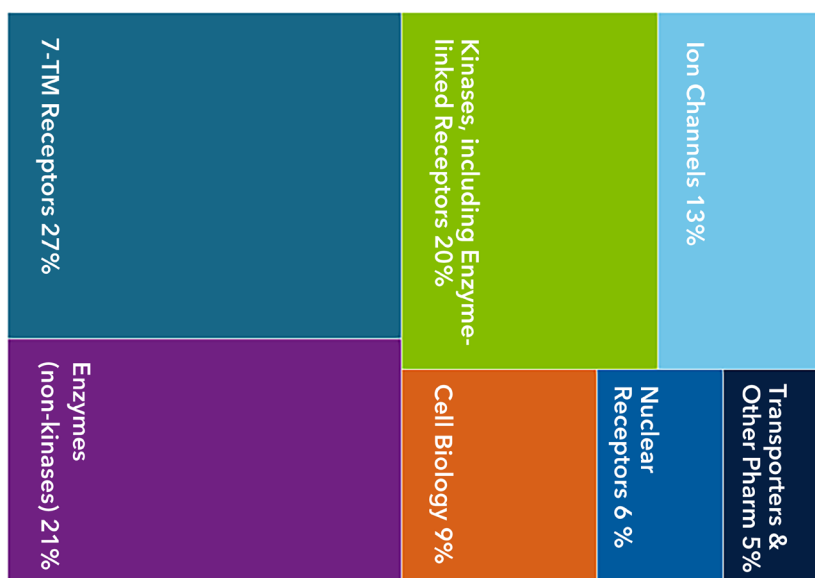 7-TM Receptors 27%
Enzymes
(non-kinases) 21%
Kinases, including Enzyme-
linked Receptors 20%
Cell Biology 9%
Ion Channels 13%
Nuclear
Receptors 6 %
Transporters &
Other Pharm 5%